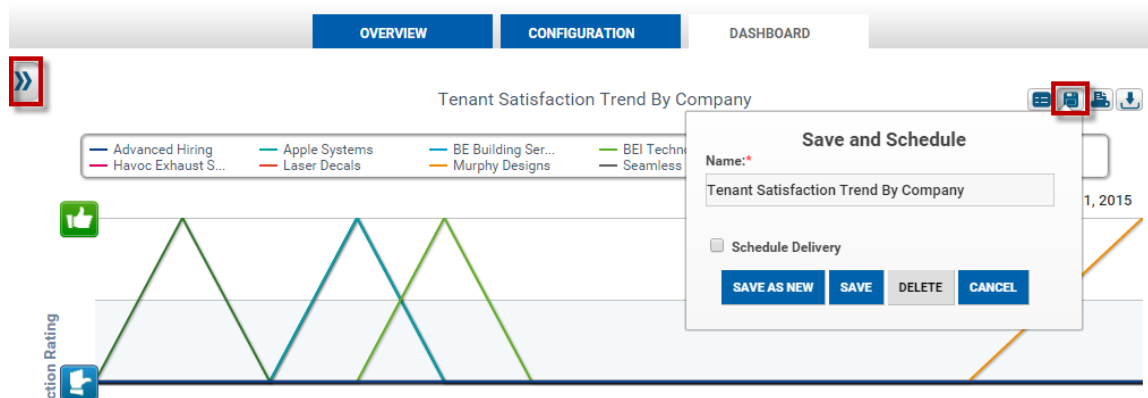 OVERVIEW CONFIGURATION DASHBOARD
Tenant Satisfaction Trend By Company
Advanced Hiring Apple Systems BE Building Ser... BEI Techn
Havoc Exhaust S... Laser Decals Murphy Designs Seamless
Save and Schedule
Name:*
Tenant Satisfaction Trend By Company
1, 2015
Schedule Delivery
SAVE AS NEW SAVE DELETE CANCEL
ction Rating